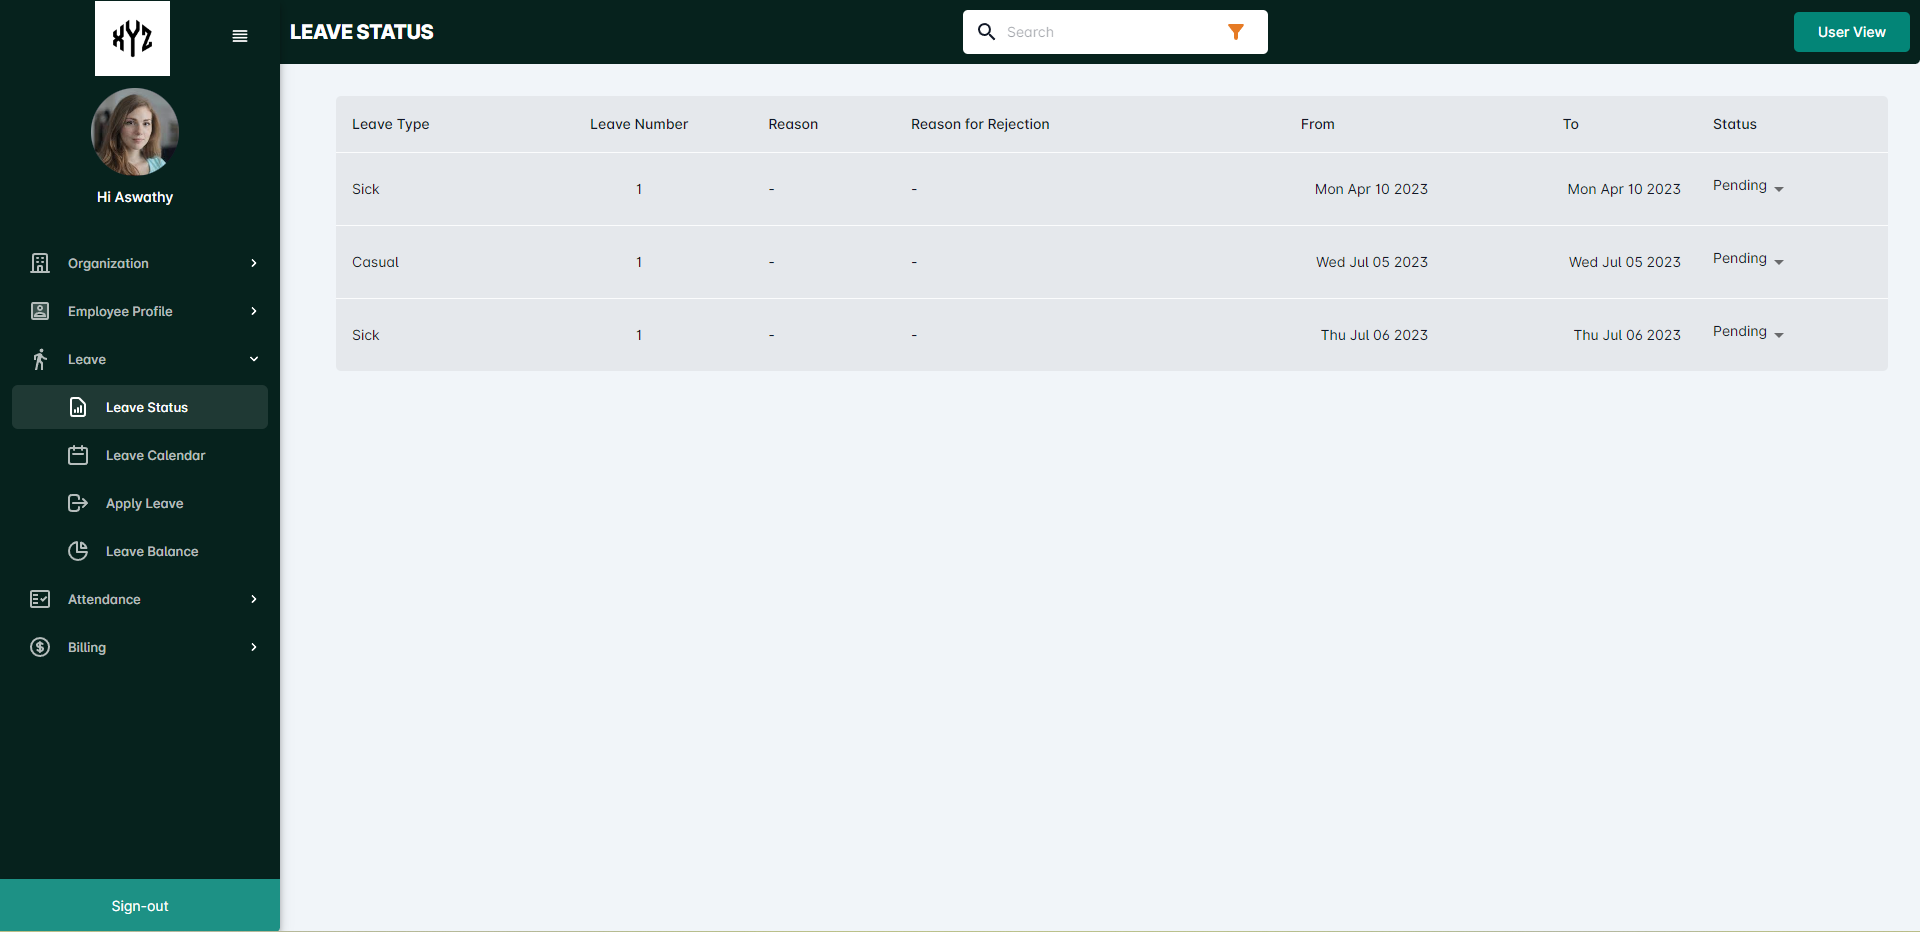 XYZ
LEAVE STATUS
Search
User View
Hi Aswathy
Organization
Employee Profile
Leave
Leave Status
Leave Calendar
Apply Leave
Leave Balance
Attendance
Billing
Sign-out
Leave Type Leave Number Reason Reason for Rejection From To Status
Sick 1 - - Mon Apr 10 2023 Mon Apr 10 2023 Pending
Casual 1 - - Wed Jul 05 2023 Wed Jul 05 2023 Pending
Sick 1 - - Thu Jul 06 2023 Thu Jul 06 2023 Pending